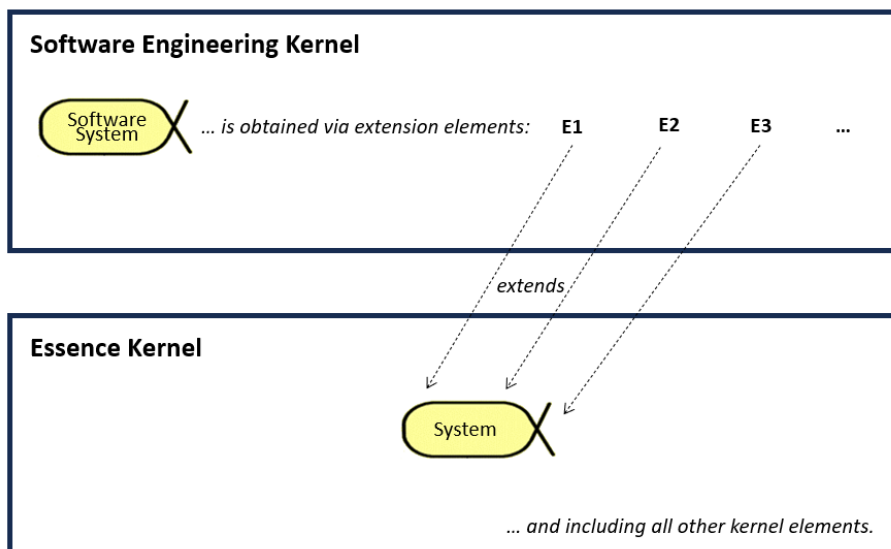 Software Engineering Kernel
Software
System
... is obtained via extension elements: E1 E2 E3 ...
extends
Essence Kernel
System
... and including all other kernel elements.